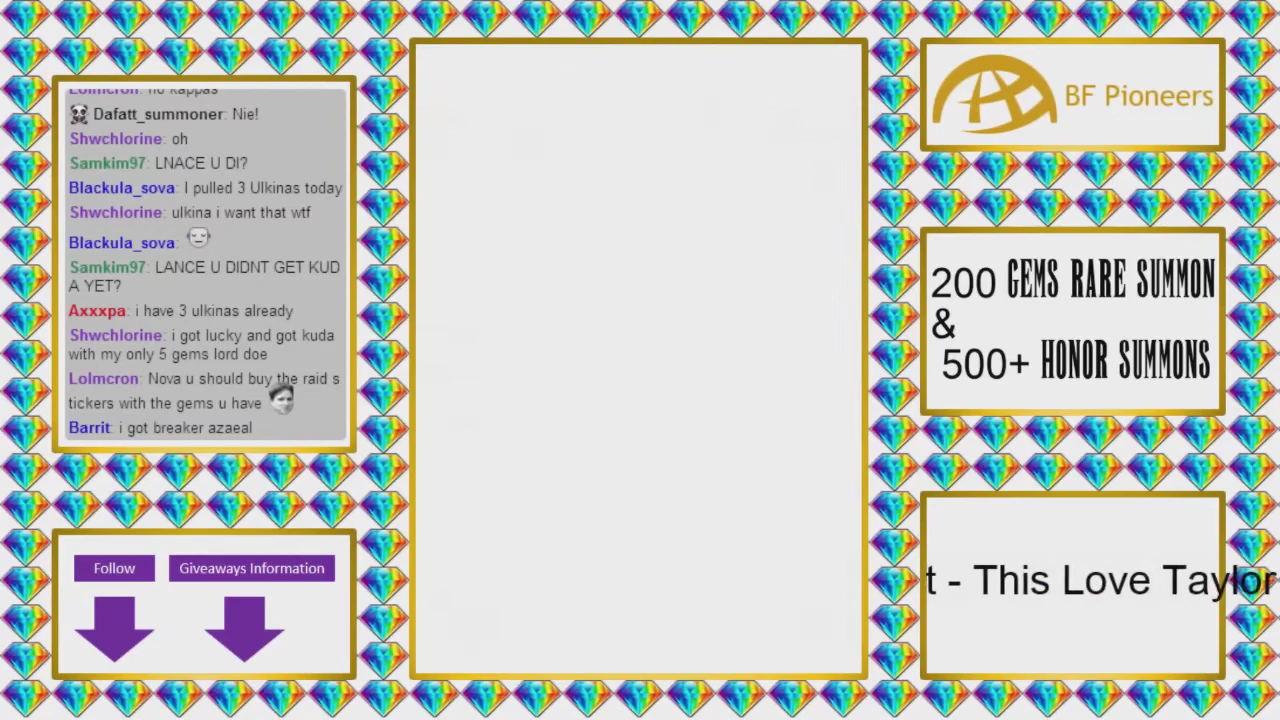 Lolmcron: no kappas
Dafatt_summoner: Nie!
Shwchlorine: oh
Samkim97: LNACE U DI?
Blackula_sova: I pulled 3 Ulkinas today
Shwchlorine: ulkina i want that wtf
Blackula_sova:
Samkim97: LANCE U DIDNT GET KUD
A YET?
Axxxpa: i have 3 ulkinas already
Shwchlorine: i got lucky and got kuda
with my only 5 gems lord doe
Lolmcron: Nova u should buy the raid s
tickers with the gems u have
Barrit: i got breaker azaeal
Follow
Giveaways Information
BF Pioneers
200 GEMS RARE SUMMON
&
500+ HONOR SUMMONS
t - This Love Taylor